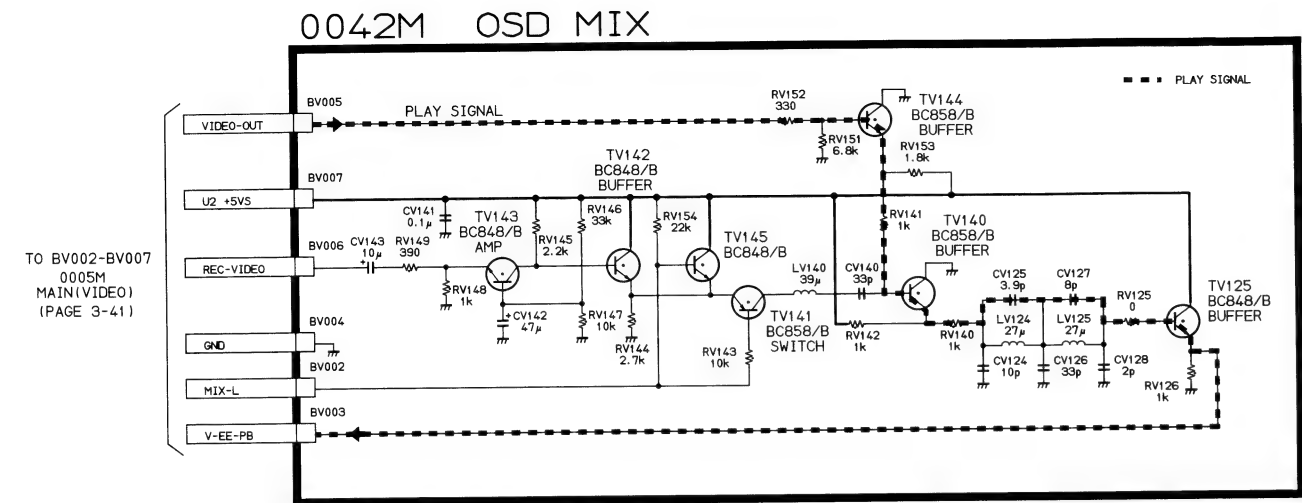 0042M OSD MIX
PLAY SIGNAL
TO BV002-BV007
0005M
MAIN(VIDEO)
(PAGE 3-41)
VIDEO-OUT
BV005
PLAY SIGNAL
U2 +5VS
BV007
REC-VIDEO
BV006
GND
BV004
MIX-L
BV002
V-EE-PB
BV003
CV141
0.1μ
CV143
10μ
+
RV149
390
RV148
1k
TV143
BC848/B
AMP
+
CV142
47μ
RV145
2.2k
RV146
33k
RV147
10k
TV142
BC848/B
BUFFER
RV144
2.7k
RV154
22k
TV145
BC848/B
TV141
BC858/B
SWITCH
RV143
10k
RV152
330
RV151
6.8k
TV144
BC858/B
BUFFER
RV153
1.8k
RV141
1k
LV140
39μ
CV140
33p
TV140
BC858/B
BUFFER
RV142
1k
RV140
1k
CV125
3.9p
LV124
27μ
CV124
10p
CV127
8p
LV125
27μ
CV126
33p
CV128
2p
RV125
0
TV125
BC848/B
BUFFER
RV126
1k